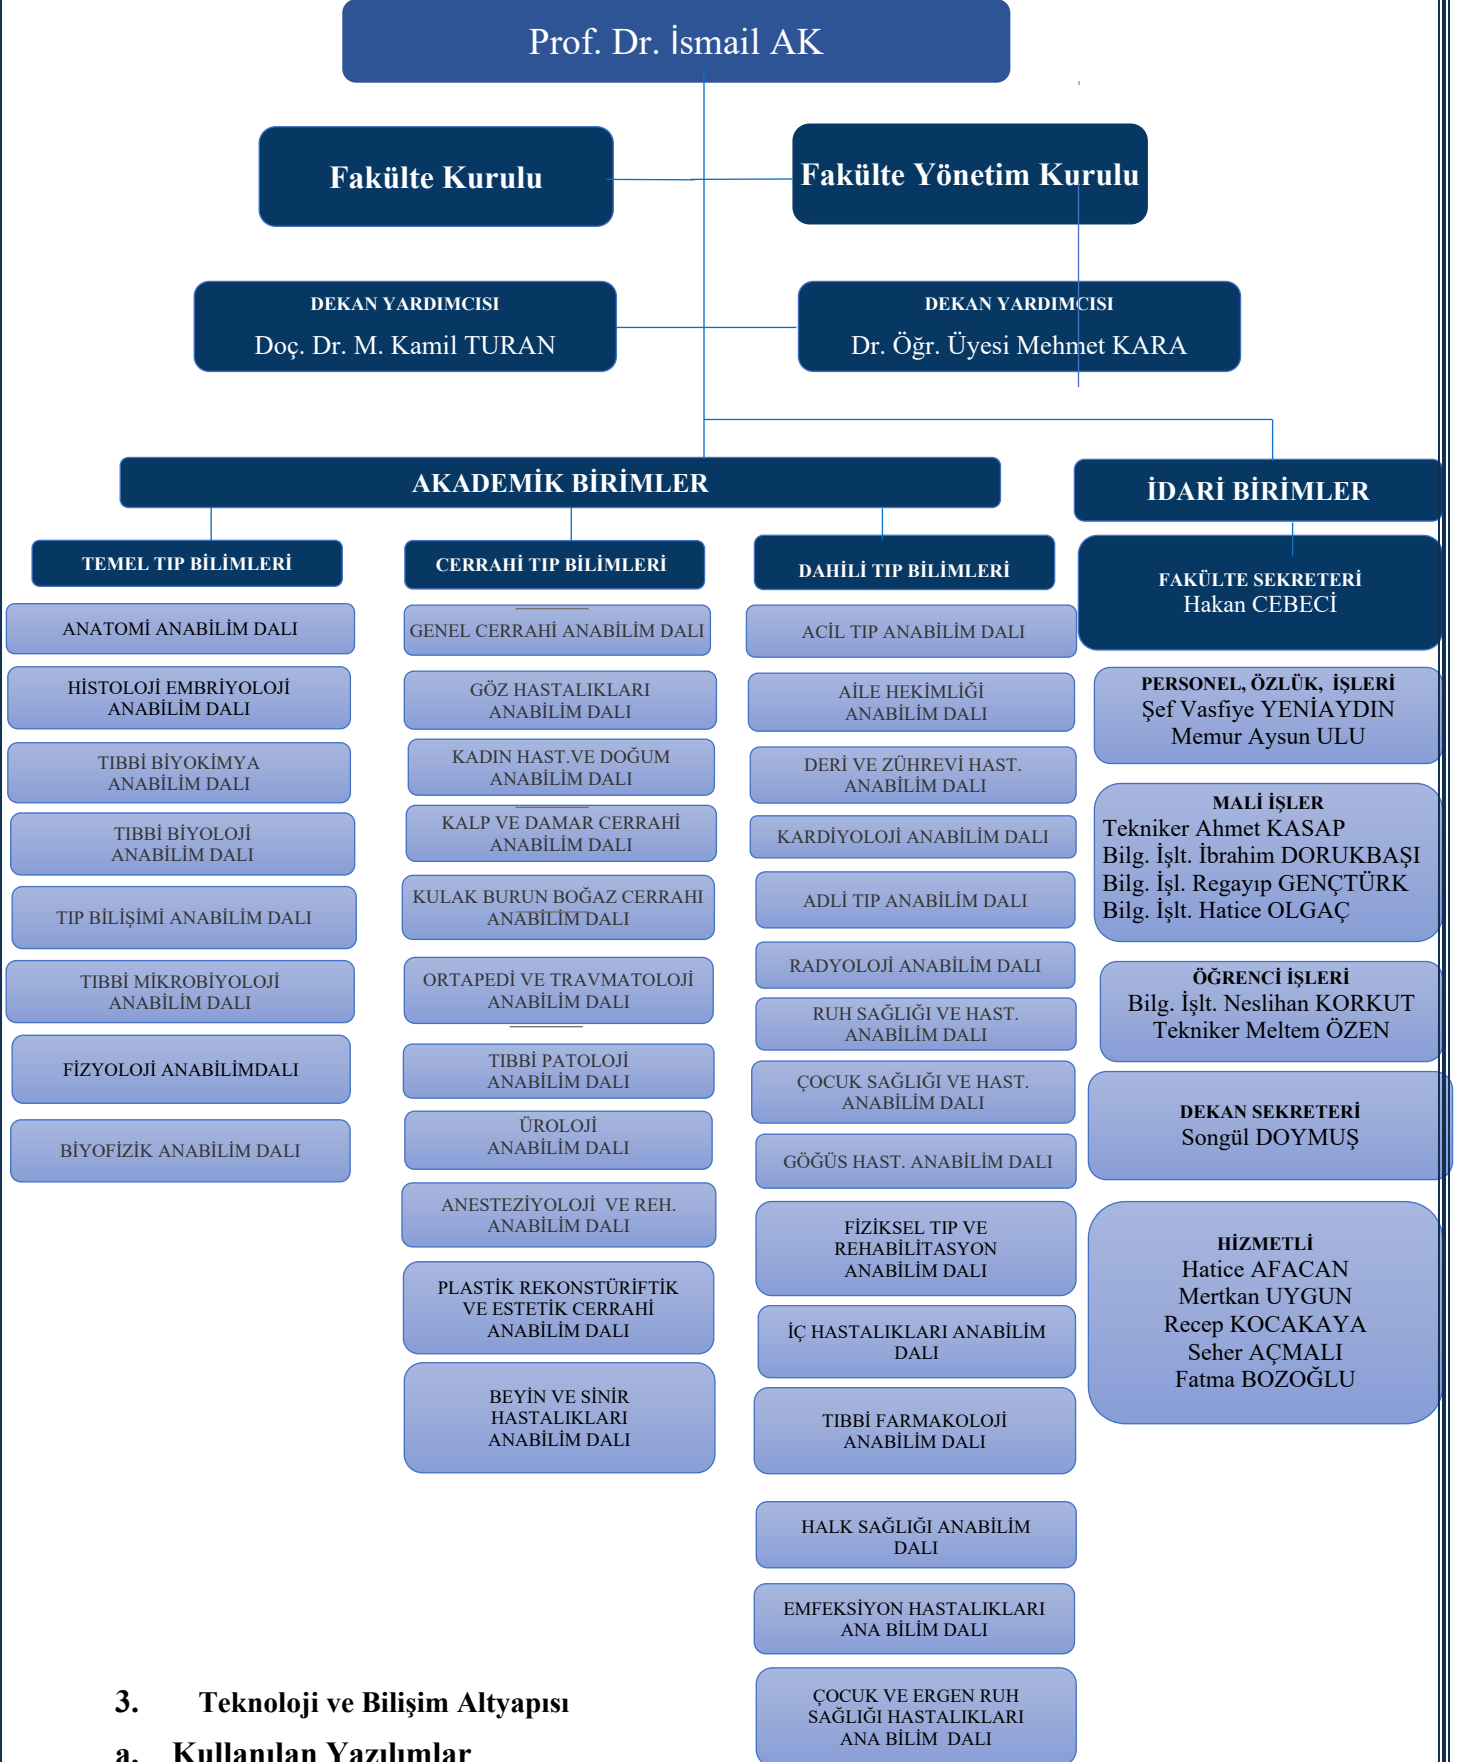 Prof. Dr. İsmail AK
Fakülte Kurulu
Fakülte Yönetim Kurulu
DEKAN YARDIMCISI
Doç. Dr. M. Kamil TURAN
DEKAN YARDIMCISI
Dr. Öğr. Üyesi Mehmet KARA
AKADEMİK BİRİMLER
İDARİ BİRİMLER
TEMEL TIP BİLİMLERİ
ANATOMİ ANABİLİM DALI
HİSTOLOJİ EMBRİYOLOJİ
ANABİLİM DALI
TIBBİ BİYOKİMYA
ANABİLİM DALI
TIBBİ BİYOLOJİ
ANABİLİM DALI
TIP BİLİŞİMİ ANABİLİM DALI
TIBBİ MİKROBİYOLOJİ
ANABİLİM DALI
FİZYOLOJİ ANABİLİMDALI
BİYOFİZİK ANABİLİM DALI
CERRAHİ TIP BİLİMLERİ
GENEL CERRAHİ ANABİLİM DALI
GÖZ HASTALIKLARI
ANABİLİM DALI
KADIN HAST.VE DOĞUM
ANABİLİM DALI
KALP VE DAMAR CERRAHİ
ANABİLİM DALI
KULAK BURUN BOĞAZ CERRAHI
ANABİLİM DALI
ORTAPEDİ VE TRAVMATOLOJİ
ANABİLİM DALI
TIBBİ PATOLOJİ
ANABİLİM DALI
ÜROLOJİ
ANABİLİM DALI
ANESTEZİYOLOJİ  VE REH.
ANABİLİM DALI
PLASTİK REKONSTÜRİFTİK
VE ESTETİK CERRAHİ
ANABİLİM DALI
BEYİN VE SİNİR
HASTALIKLARI
ANABİLİM DALI
DAHİLİ TIP BİLİMLERİ
ACİL TIP ANABİLİM DALI
AİLE HEKİMLİĞİ
ANABİLİM DALI
DERİ VE ZÜHREVİ HAST.
ANABİLİM DALI
KARDİYOLOJİ ANABİLİM DALI
ADLİ TIP ANABİLİM DALI
RADYOLOJİ ANABİLİM DALI
RUH SAĞLIĞI VE HAST.
ANABİLİM DALI
ÇOCUK SAĞLIĞI VE HAST.
ANABİLİM DALI
GÖĞÜS HAST. ANABİLİM DALI
FİZİKSEL TIP VE
REHABİLİTASYON
ANABİLİM DALI
İÇ HASTALIKLARI ANABİLİM
DALI
TIBBİ FARMAKOLOJİ
ANABİLİM DALI
HALK SAĞLIĞI ANABİLİM
DALI
EMFEKSİYON HASTALIKLARI
ANA BİLİM DALI
ÇOCUK VE ERGEN RUH
SAĞLIĞI HASTALIKLARI
ANA BİLİM  DALI
FAKÜLTE SEKRETERİ
Hakan CEBECİ
PERSONEL, ÖZLÜK,  İŞLERİ
Şef Vasfiye YENİAYDIN
Memur Aysun ULU
MALİ İŞLER
Tekniker Ahmet KASAP
Bilg. İşlt. İbrahim DORUKBAŞI
Bilg. İşl. Regayıp GENÇTÜRK
Bilg. İşlt. Hatice OLGAÇ
ÖĞRENCİ İŞLERİ
Bilg. İşlt. Neslihan KORKUT
Tekniker Meltem ÖZEN
DEKAN SEKRETERİ
Songül DOYMUŞ
HİZMETLİ
Hatice AFACAN
Mertkan UYGUN
Recep KOCAKAYA
Seher AÇMALI
Fatma BOZOĞLU
3. Teknoloji ve Bilişim Altyapısı
a. Kullanılan Yazılımlar